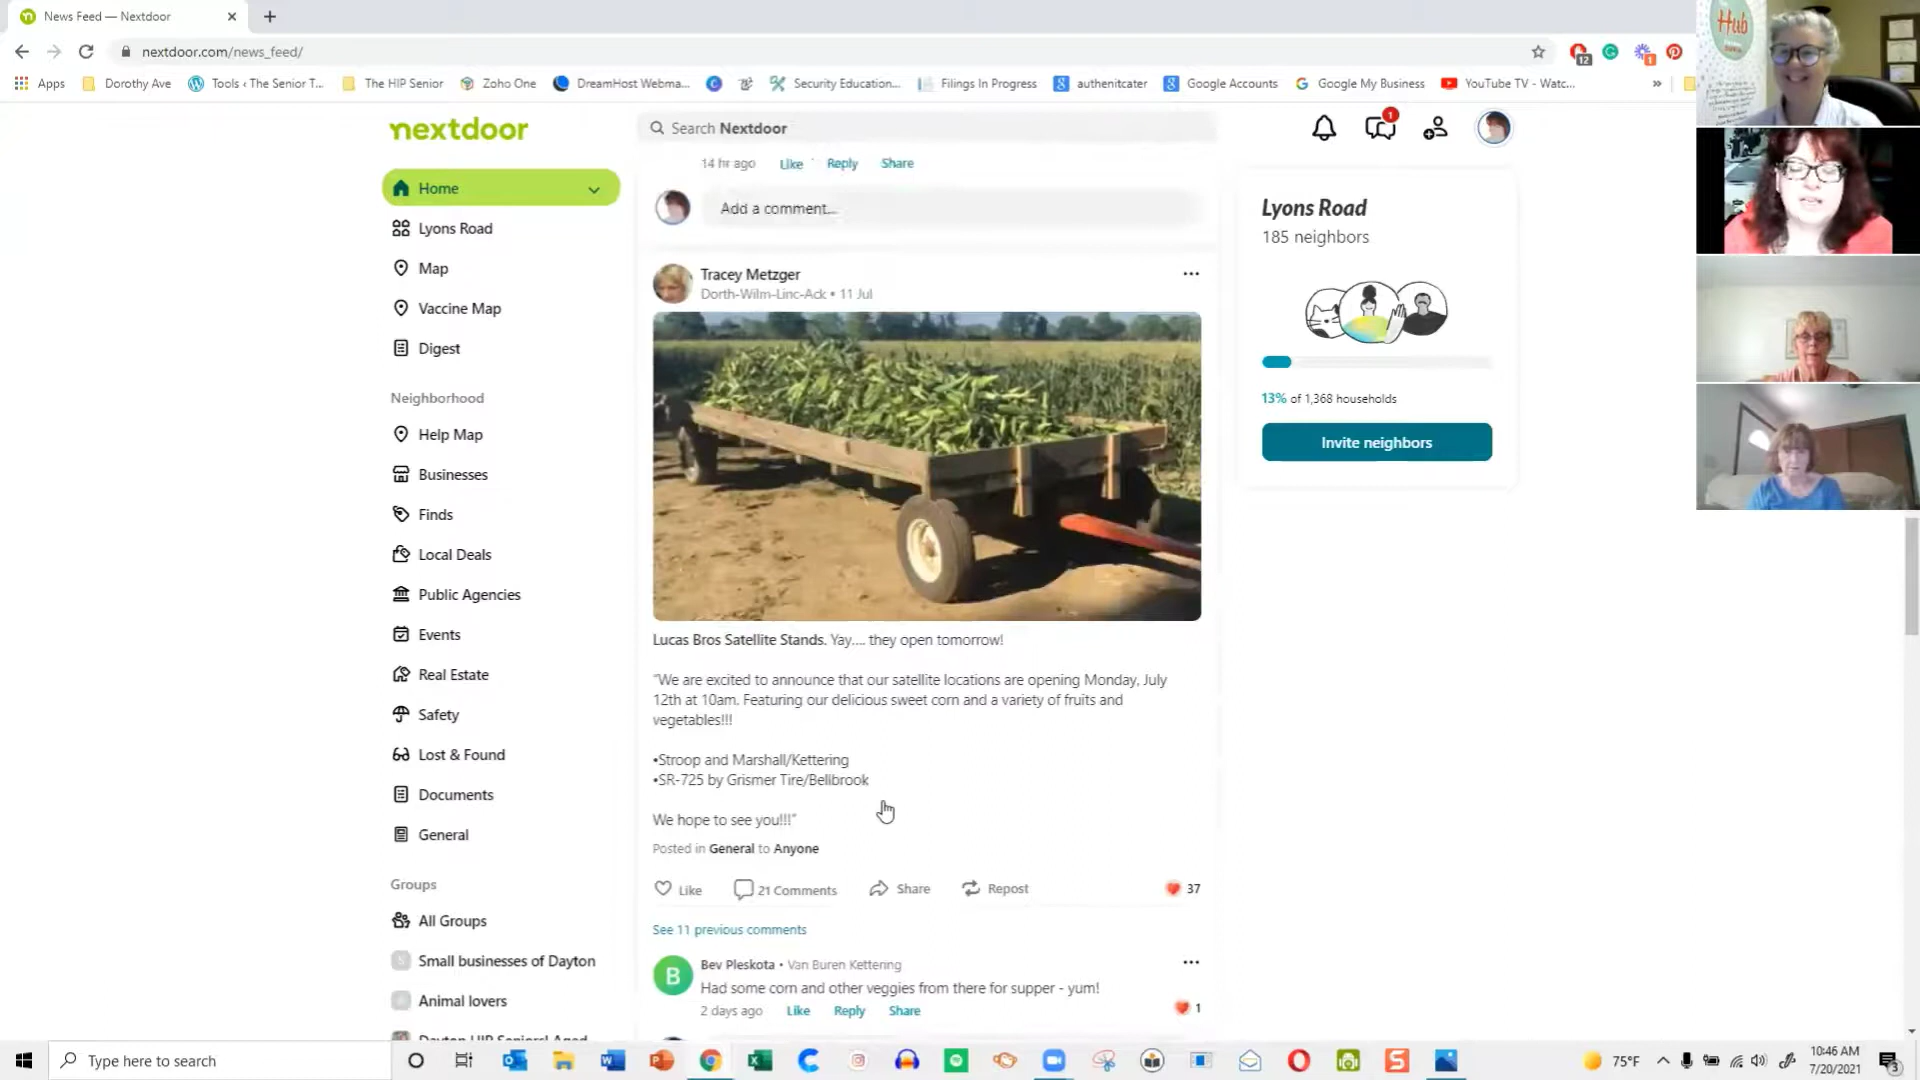 News Feed — Nextdoor
nextdoor.com/news_feed/
12
1
Apps
Dorothy Ave
Tools ‹ The Senior T...
The HIP Senior
Zoho One
DreamHost Webma...
Security Education...
Filings In Progress
authenitcater
Google Accounts
Google My Business
YouTube TV - Watc...
»
Hub
nextdoor
Search Nextdoor
1
14 hr ago Like Reply Share
Add a comment...
Home
Lyons Road
Map
Vaccine Map
Digest
Neighborhood
Help Map
Businesses
Finds
Local Deals
Public Agencies
Events
Real Estate
Safety
Lost & Found
Documents
General
Groups
All Groups
Small businesses of Dayton
Animal lovers
Tracey Metzger
Dorth-Wilm-Linc-Ack • 11 Jul
Lucas Bros Satellite Stands. Yay.... they open tomorrow!
"We are excited to announce that our satellite locations are opening Monday, July
12th at 10am. Featuring our delicious sweet corn and a variety of fruits and
vegetables!!!
•Stroop and Marshall/Kettering
•SR-725 by Grismer Tire/Bellbrook
We hope to see you!!!"
Posted in General to Anyone
Like 21 Comments Share Repost 37
See 11 previous comments
B
Bev Pleskota • Van Buren Kettering
Had some corn and other veggies from there for supper - yum!
2 days ago Like Reply Share 1
Lyons Road
185 neighbors
13% of 1,368 households
Invite neighbors
Type here to search
75°F
10:46 AM
7/20/2021
3